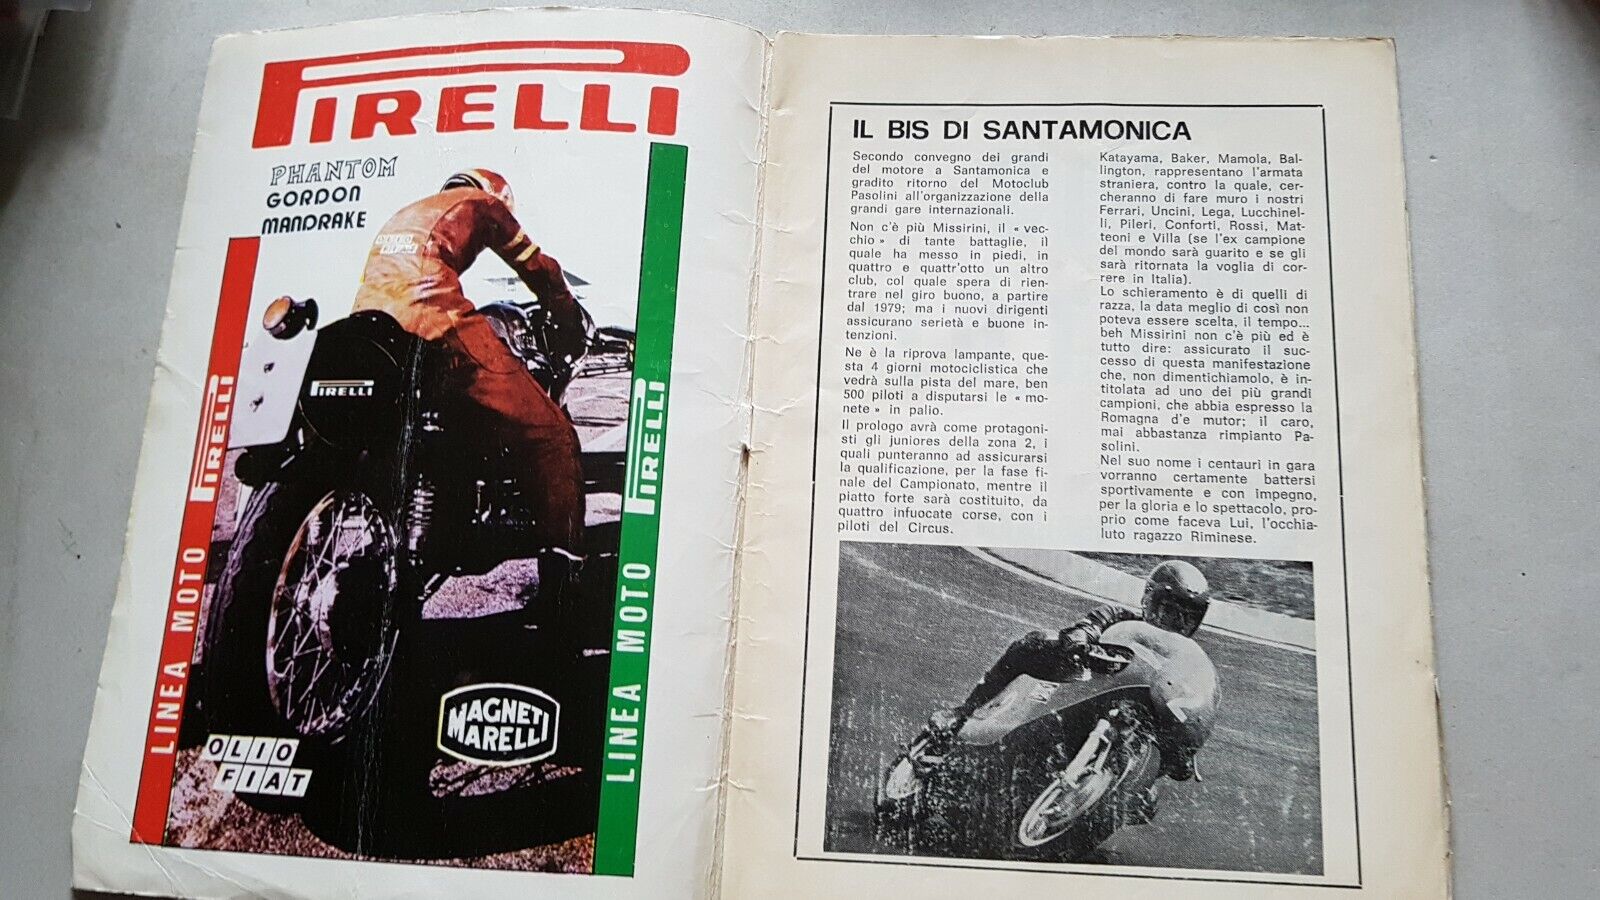 PIRELLI
PHANTOM
GORDON
MANDRAKE
OLIO
FIAT
PIRELLI
LINEA MOTO PIRELLI
LINEA MOTO PIRELLI
MAGNETI
MARELLI
OLIO
FIAT
IL BIS DI SANTAMONICA
Secondo convegno dei grandi
del motore a Santamonica e
gradito ritorno del Motoclub
Pasolini all'organizzazione della
grandi gare internazionali.
Non c'è più Missirini, il « vec-
chio » di tante battaglie, il
quale ha messo in piedi, in
quattro e quattr'otto un altro
club, col quale spera di rien-
trare nel giro buono, a partire
dal 1979; ma i nuovi dirigenti
assicurano serietà e buone in-
tenzioni.
Ne è la riprova lampante, que-
sta 4 giorni motociclistica che
vedrà sulla pista del mare, ben
500 piloti a disputarsi le « mo-
nete » in palio.
Il prologo avrà come protagoni-
sti gli juniores della zona 2, i
quali punteranno ad assicurarsi
la qualificazione, per la fase fi-
nale del Campionato, mentre il
piatto forte sarà costituito, da
quattro infuocate corse, con i
piloti del Circus.
Katayama, Baker, Mamola, Bal-
lington, rappresentano l'armata
straniera, contro la quale, cer-
cheranno di fare muro i nostri
Ferrari, Uncini, Lega, Lucchinel-
li, Pileri, Conforti, Rossi, Mat-
teoni e Villa (se l'ex campione
del mondo sarà guarito e se gli
sarà ritornata la voglia di cor-
rere in Italia).
Lo schieramento è di quelli di
razza, la data meglio di così non
poteva essere scelta, il tempo...
beh Missirini non c'è più ed è
tutto dire: assicurato il suc-
cesso di questa manifestazione
che, non dimentichiamolo, è in-
titolata ad uno dei più grandi
campioni, che abbia espresso la
Romagna d'e mutor; il caro,
mai abbastanza rimpianto Pa-
solini.
Nel suo nome i centauri in gara
vorranno certamente battersi
sportivamente e con impegno,
per la gloria e lo spettacolo, pro-
prio come faceva Lui, l'occhia-
luto ragazzo Riminese.